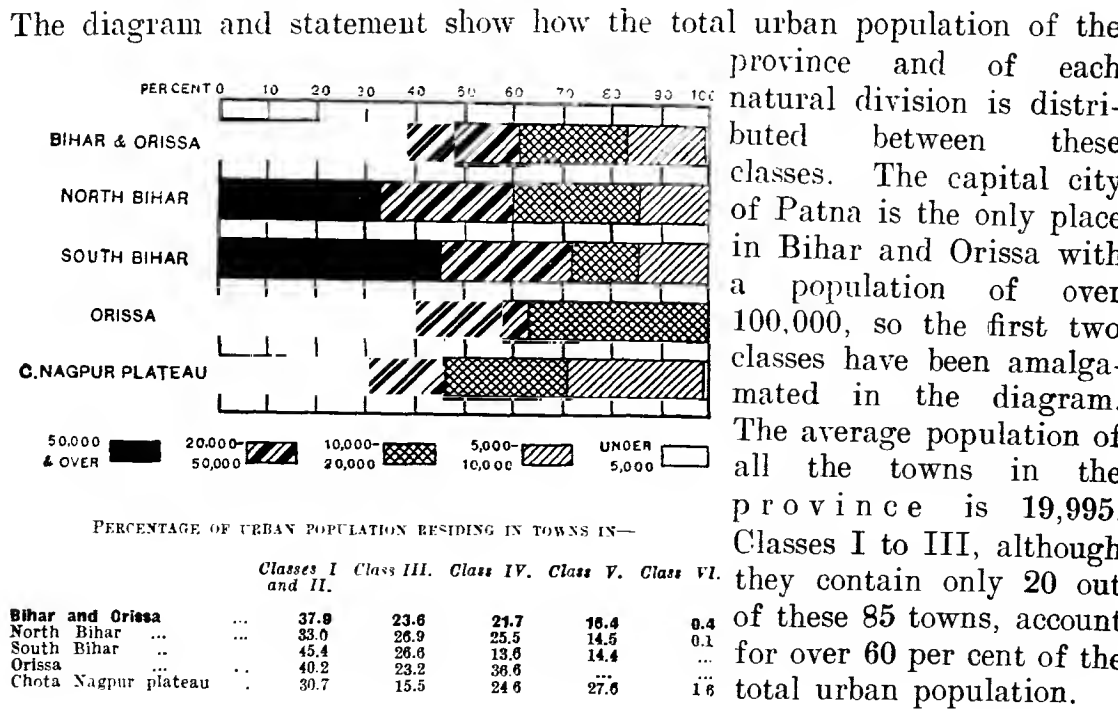 The diagram and statement show how the total urban population of the
province and of each
natural division is distri-
buted between these
classes. The capital city
of Patna is the only place
in Bihar and Orissa with
a population of over
100,000, so the first two
classes have been amalga-
mated in the diagram.
The average population of
all the towns in the
province is 19,995.
Classes I to III, although
they contain only 20 out
of these 85 towns, account
for over 60 per cent of the
total urban population.
PERCENT 0 10 20 30 40 50 60 70 80 90 100
BIHAR & ORISSA
NORTH BIHAR
SOUTH BIHAR
ORISSA
C.NAGPUR PLATEAU
50,000 & OVER 20,000- 50,000 10,000- 20,000 5,000- 10,000 UNDER 5,000
PERCENTAGE OF URBAN POPULATION RESIDING IN TOWNS IN—
Classes I and II. Class III. Class IV. Class V. Class VI.
Bihar and Orissa ... 37.9 23.6 21.7 16.4 0.4
North Bihar ... ... 33.0 26.9 25.5 14.5 0.1
South Bihar .. 45.4 26.6 13.6 14.4 ...
Orissa ... .. 40.2 23.2 36.6 ... ...
Chota Nagpur plateau . 30.7 15.5 24 6 27.6 1 6